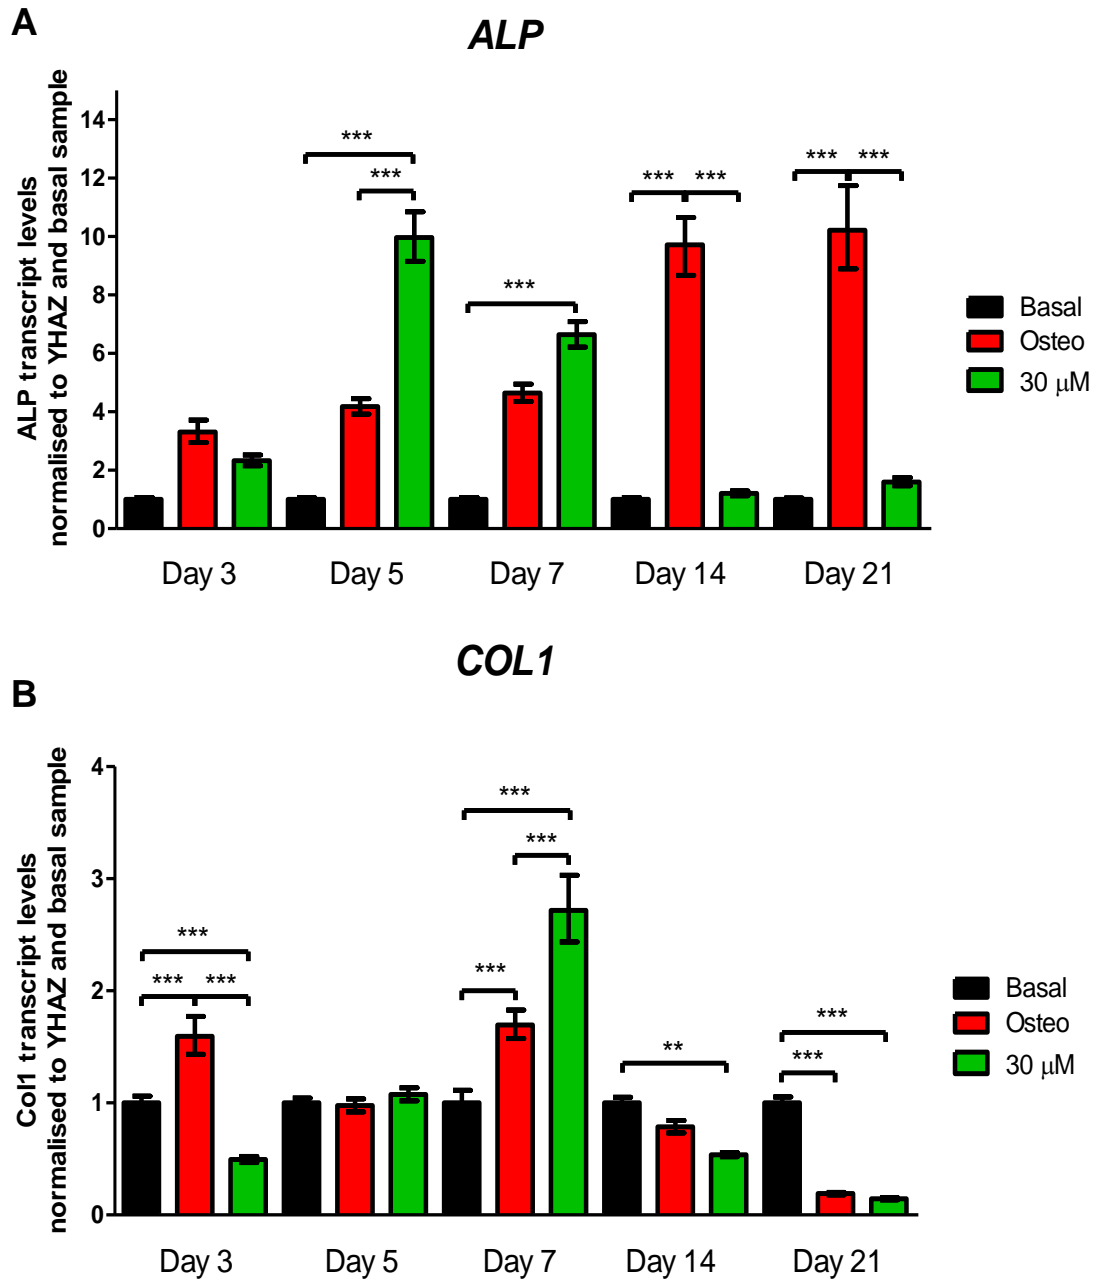 A
ALP
ALP transcript levels
normalised to YHAZ and basal sample
14
12
10
8
6
4
2
0
***
***
***
***
***
***
***
Basal
Osteo
30 μM
Day 3
Day 5
Day 7
Day 14
Day 21
B
COL1
Col1 transcript levels
normalised to YHAZ and basal sample
4
3
2
1
0
***
***
***
***
***
***
**
***
***
Basal
Osteo
30 μM
Day 3
Day 5
Day 7
Day 14
Day 21